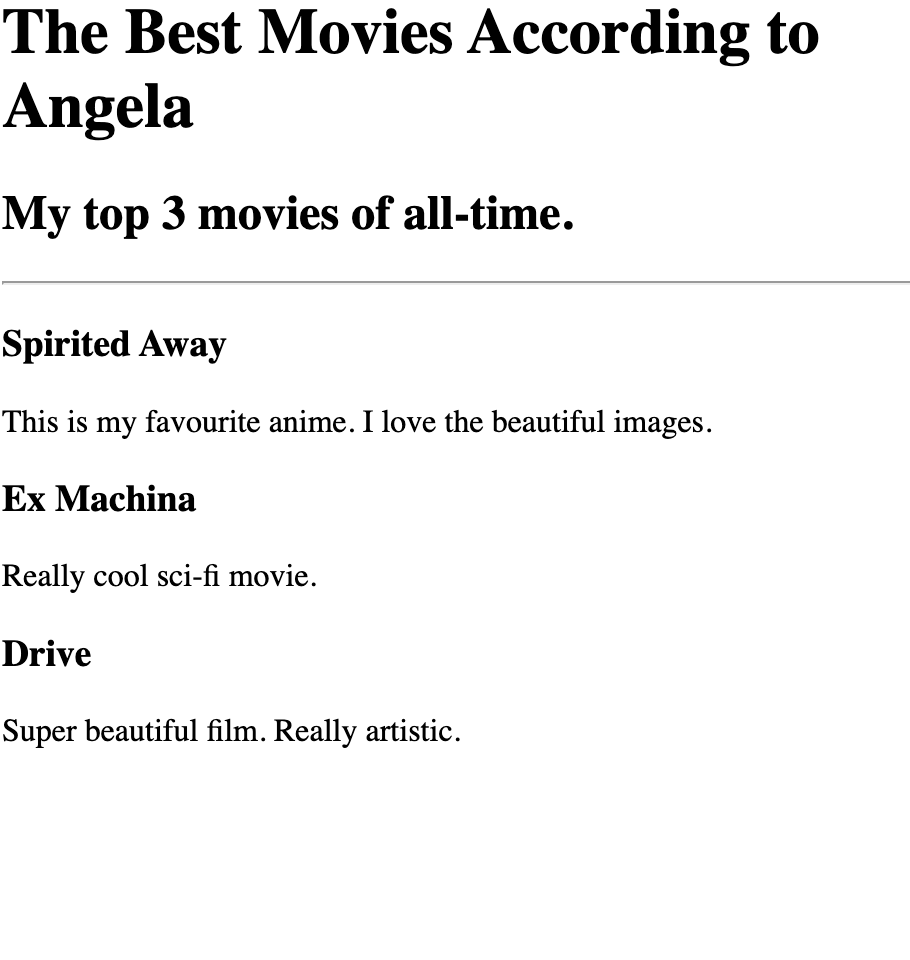 The Best Movies According to
Angela
My top 3 movies of all-time.
Spirited Away
This is my favourite anime. I love the beautiful images.
Ex Machina
Really cool sci-fi movie.
Drive
Super beautiful film. Really artistic.